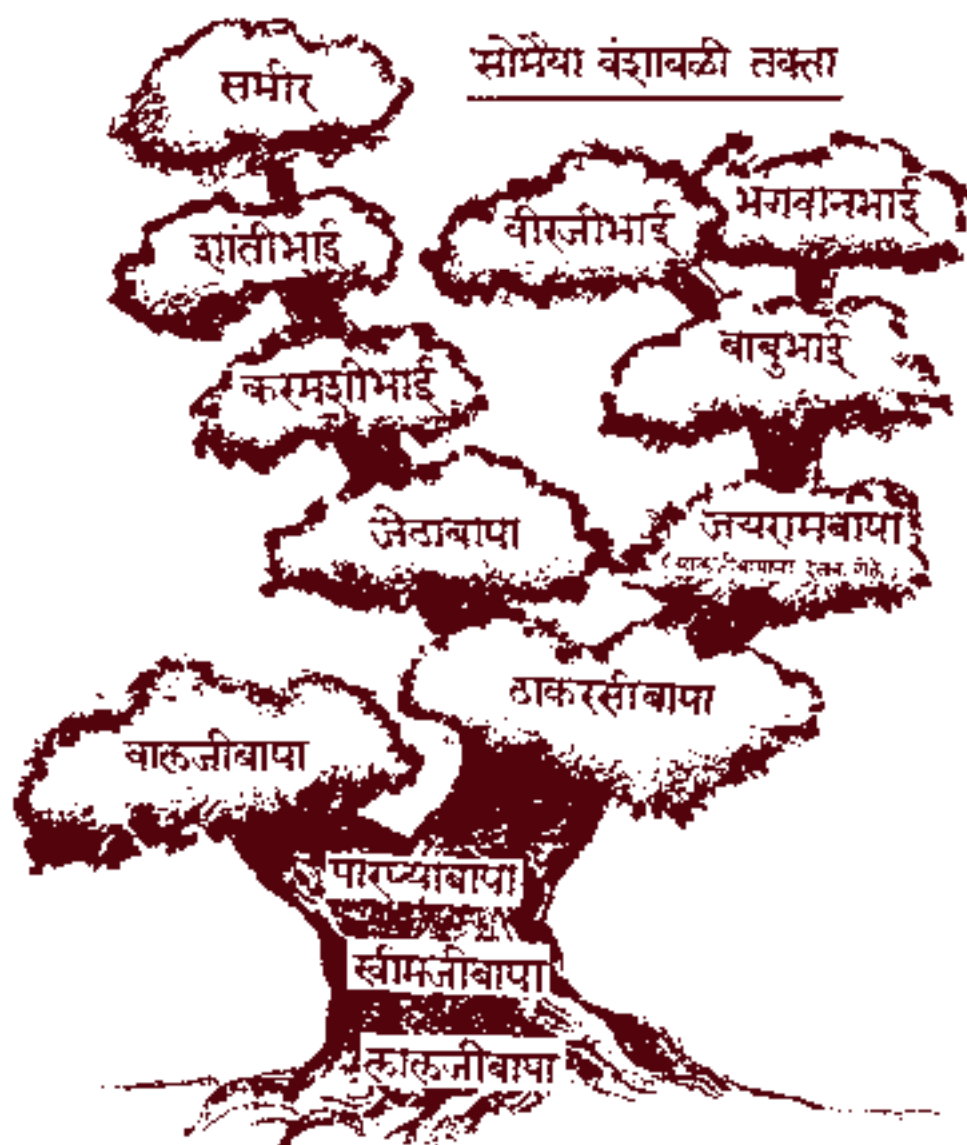 सोमैया वंशावळी तक्ता
समीर
शांतीभाई
वीरजीभाई
भगवानभाई
बाबुभाई
करमशीभाई
जेठाबापा
जयरामबापा
ठाकरसीबापा
वालजीबापा
पारप्याबापा
खीमजीबापा
लालजीबापा